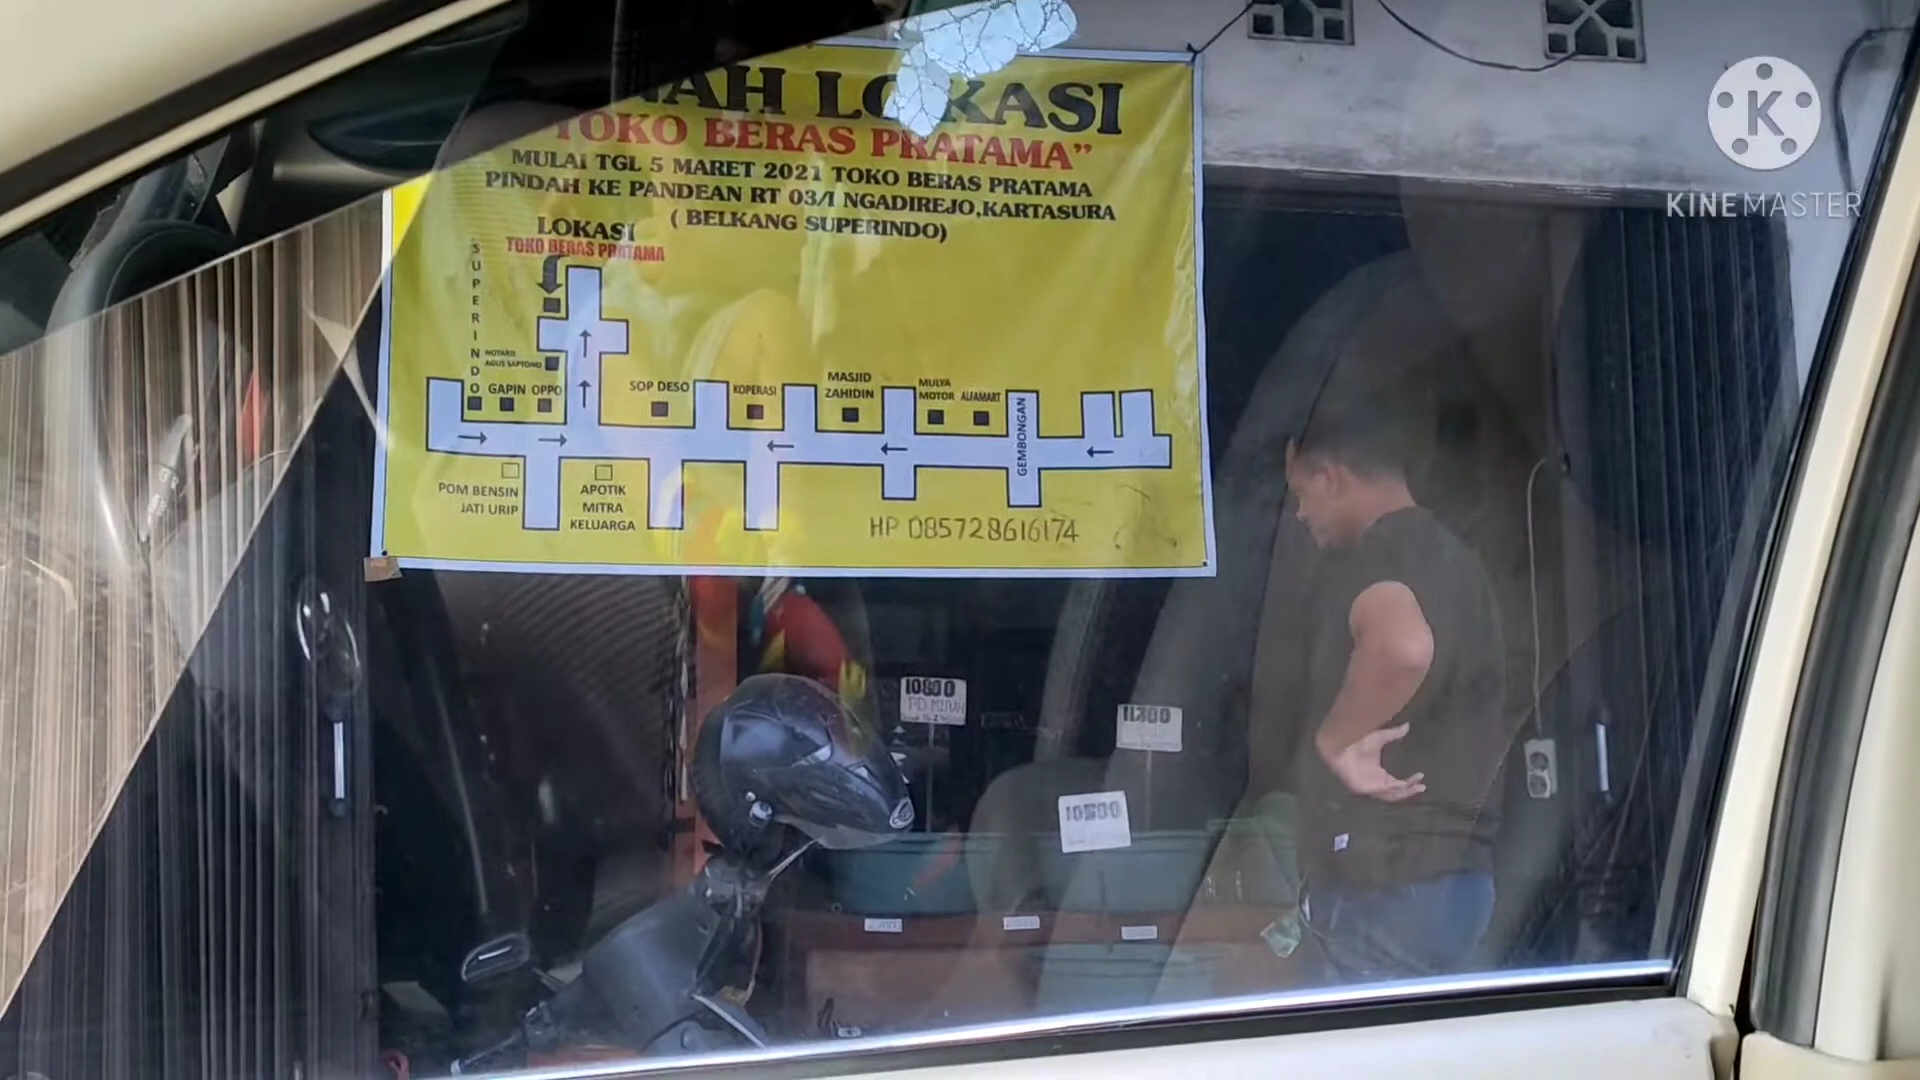 LOKASI
"TOKO BERAS PRATAMA"
MULAI TGL 5 MARET 2021 TOKO BERAS PRATAMA
PINDAH KE PANDEAN RT 03/I NGADIREJO,KARTASURA
( BELKANG SUPERINDO)
LOKASI
TOKO BERAS PRATAMA
SUPERINDO
NOTARIS
AGUS SAPTONO
GAPIN
OPPO
SOP DESO
KOPERASI
MASJID
ZAHIDIN
MULYA
MOTOR
ALFAMART
GEMBONGAN
POM BENSIN
JATI URIP
APOTIK
MITRA
KELUARGA
HP 085728616174
K
KINEMASTER
10800
10500